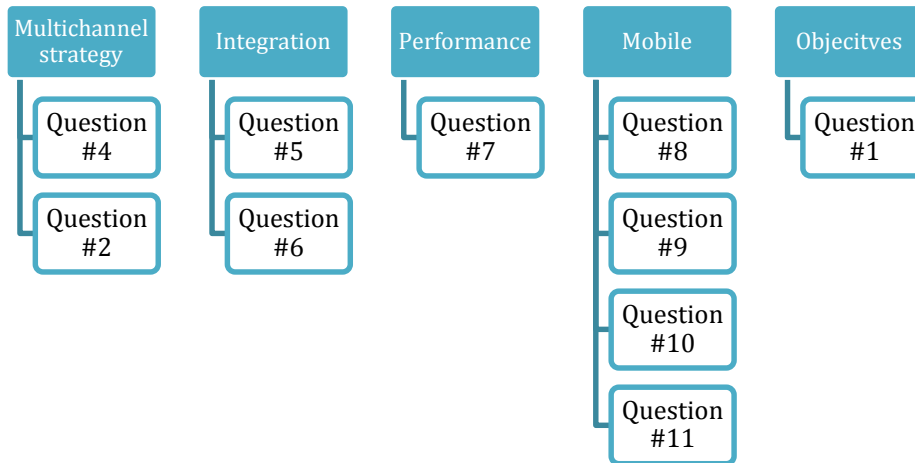 Multichannel
strategy
Question
#4
Question
#2
Integration
Question
#5
Question
#6
Performance
Question
#7
Mobile
Question
#8
Question
#9
Question
#10
Question
#11
Objecitves
Question
#1